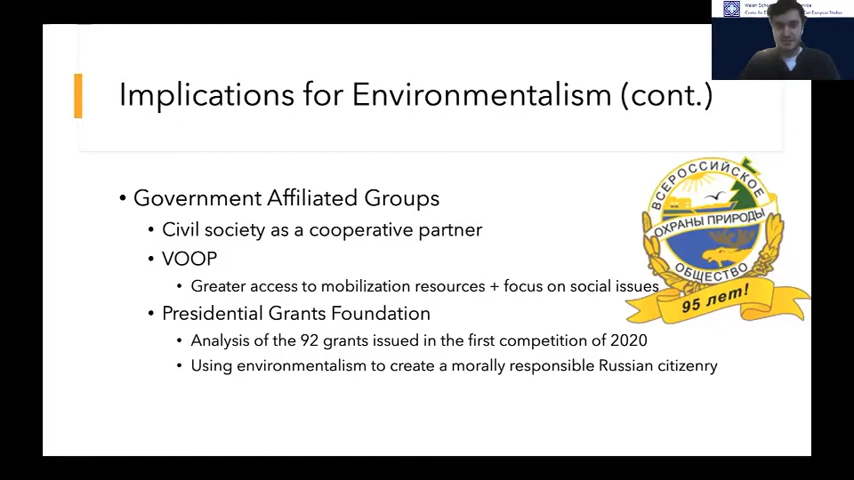 Implications for Environmentalism (cont.)
• Government Affiliated Groups
• Civil society as a cooperative partner
• VOOP
• Greater access to mobilization resources + focus on social issues
• Presidential Grants Foundation
• Analysis of the 92 grants issued in the first competition of 2020
• Using environmentalism to create a morally responsible Russian citizenry
ВСЕРОССИЙСКОЕ
ОХРАНЫ ПРИРОДЫ
ОБЩЕСТВО
95 лет!